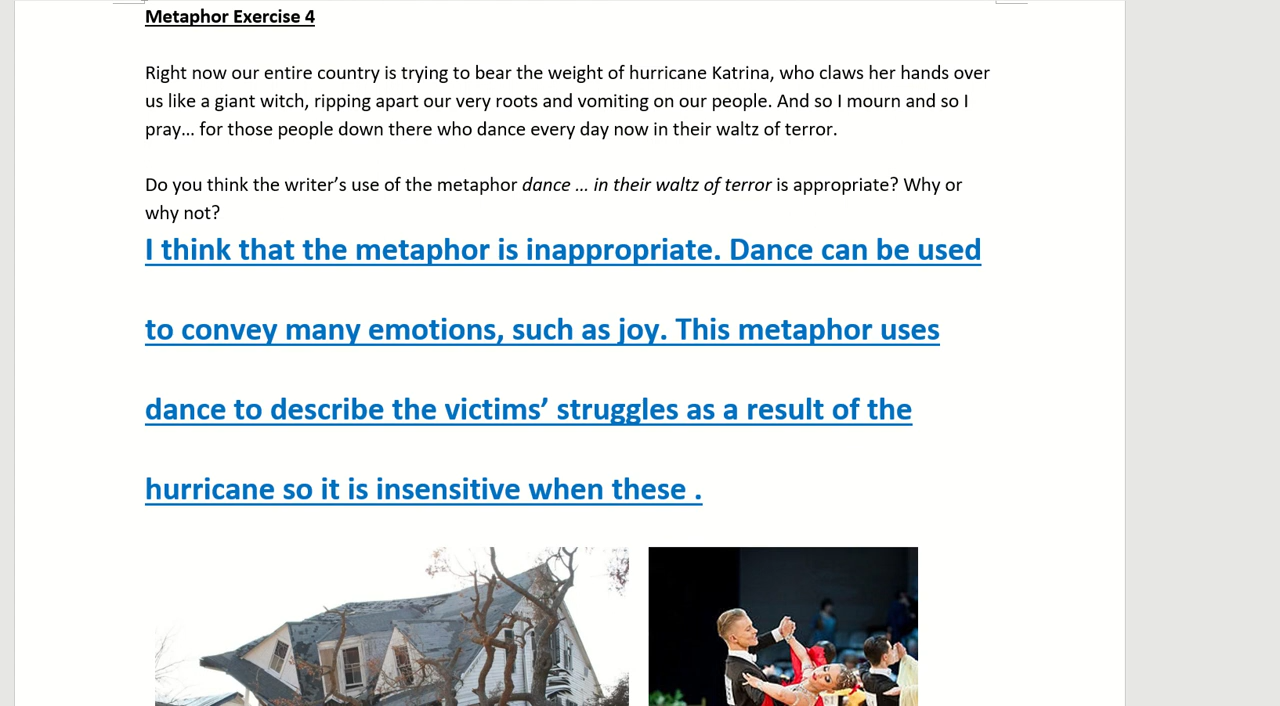 Metaphor Exercise 4
Right now our entire country is trying to bear the weight of hurricane Katrina, who claws her hands over
us like a giant witch, ripping apart our very roots and vomiting on our people. And so I mourn and so I
pray… for those people down there who dance every day now in their waltz of terror.
Do you think the writer’s use of the metaphor dance … in their waltz of terror is appropriate? Why or
why not?
I think that the metaphor is inappropriate. Dance can be used
to convey many emotions, such as joy. This metaphor uses
dance to describe the victims’ struggles as a result of the
hurricane so it is insensitive when these .